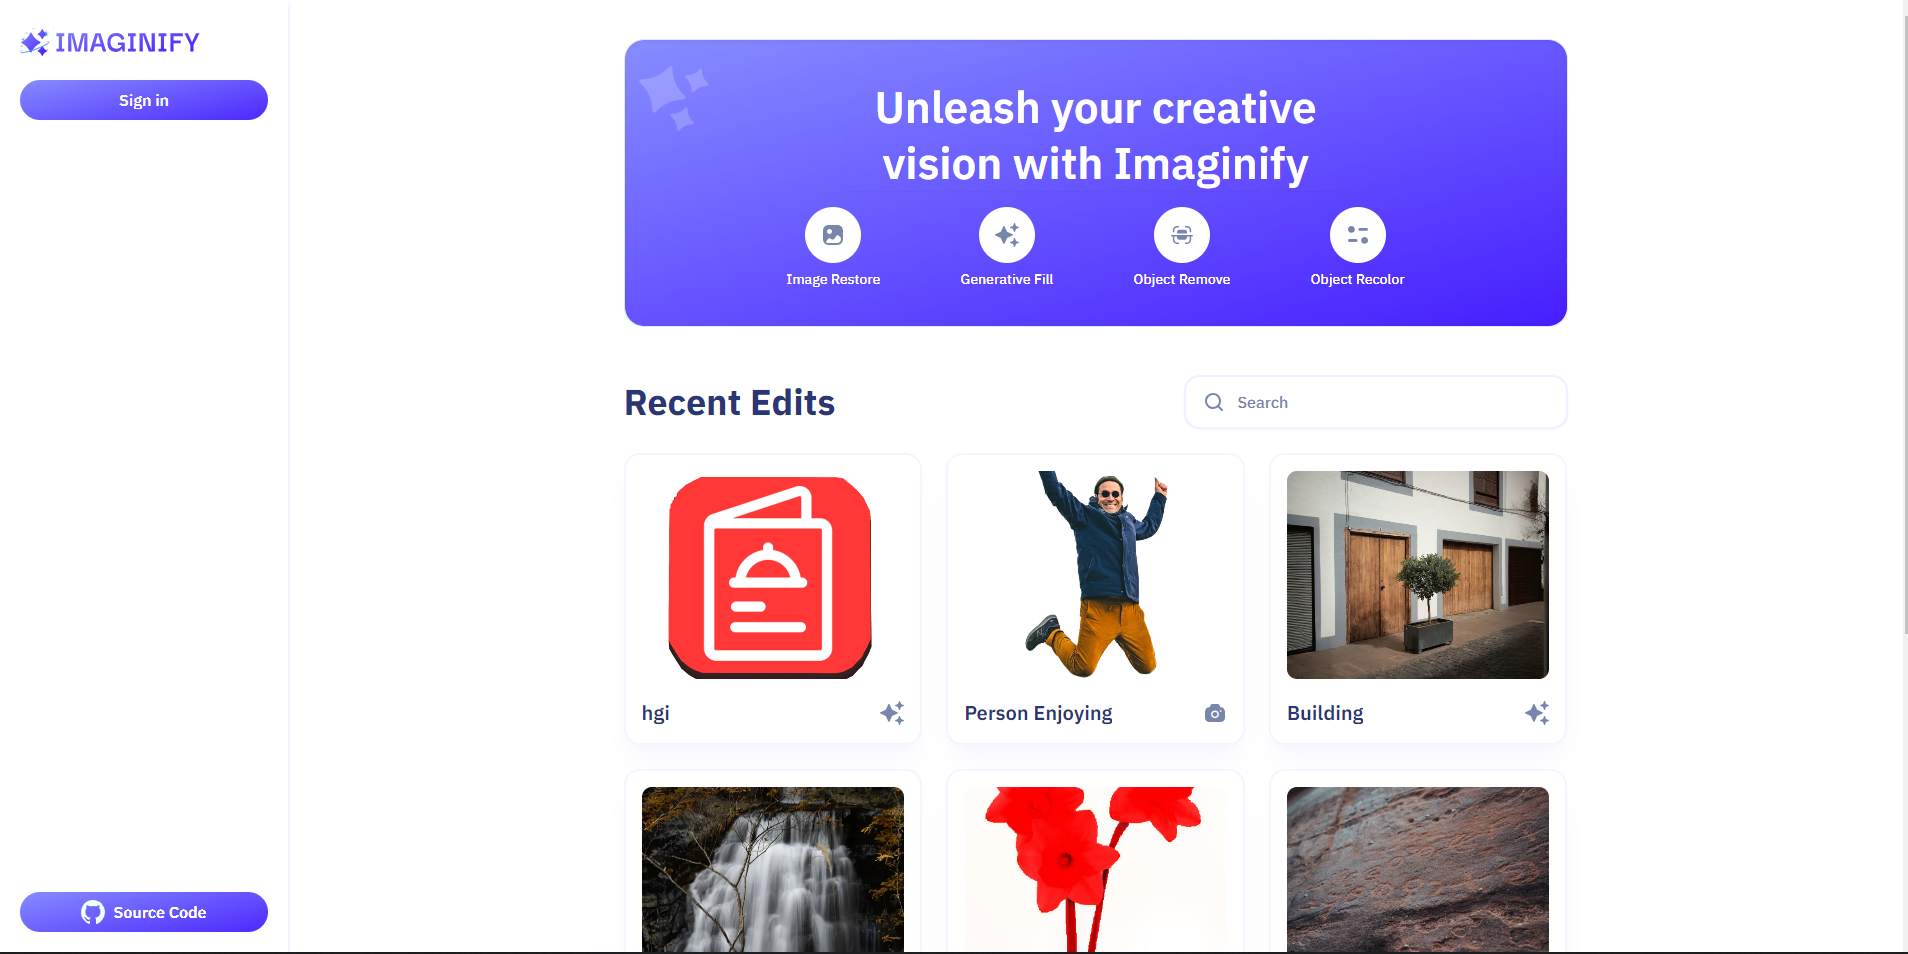 IMAGINIFY
Sign in
Source Code
Unleash your creative
vision with Imaginify
Image Restore
Generative Fill
Object Remove
Object Recolor
Recent Edits
Search
hgi
Person Enjoying
Building